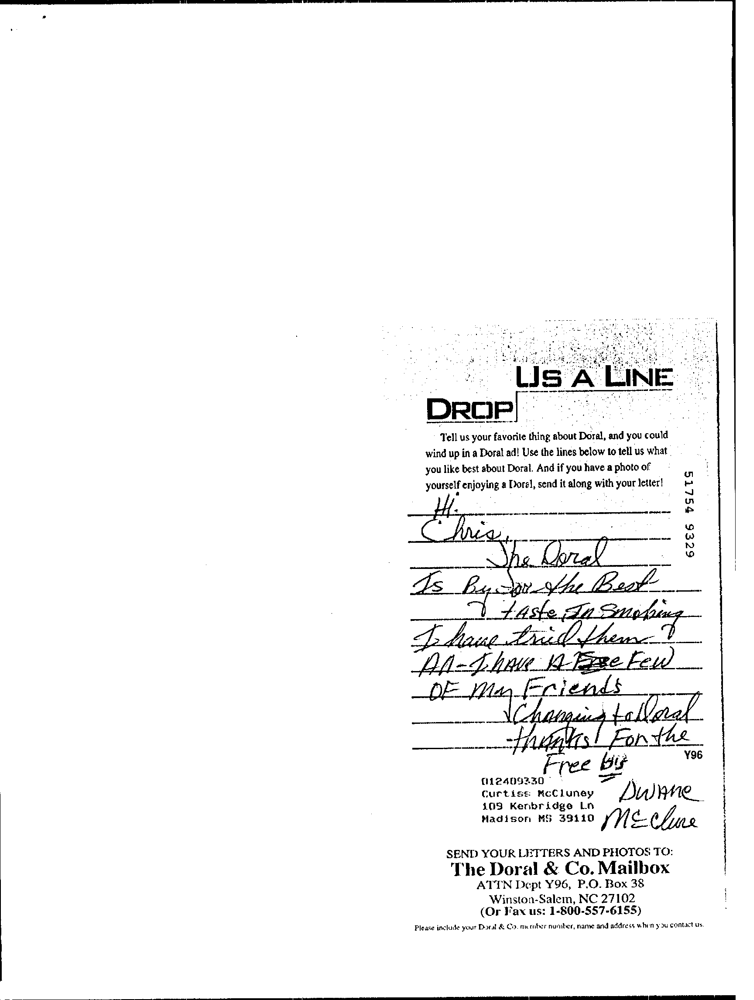 US A LINE
DROP
Tell us your favorite thing about Doral, and you could
wind up in a Doral ad! Use the lines below to tell us what
you like best about Doral. And if you have a photo of
yourself enjoying a Doral, send it along with your letter!
51754 9329
Hi.
Chris,
The Doral
Is By for the Best
taste, In Smoking
I have tried them
All - I have A Few
OF My Friends
Changing to Doral
thanks! For the
Y96
Free
012409330
Curtiss McCluney
109 Kenbridge Ln
Madison MS 39110
DWANE
McClure
SEND YOUR LETTERS AND PHOTOS TO:
The Doral & Co. Mailbox
ATTN Dept Y96, P.O. Box 38
Winston-Salem, NC 27102
(Or Fax us: 1-800-557-6155)
Please include your Doral & Co. member number, name and address when you contact us.